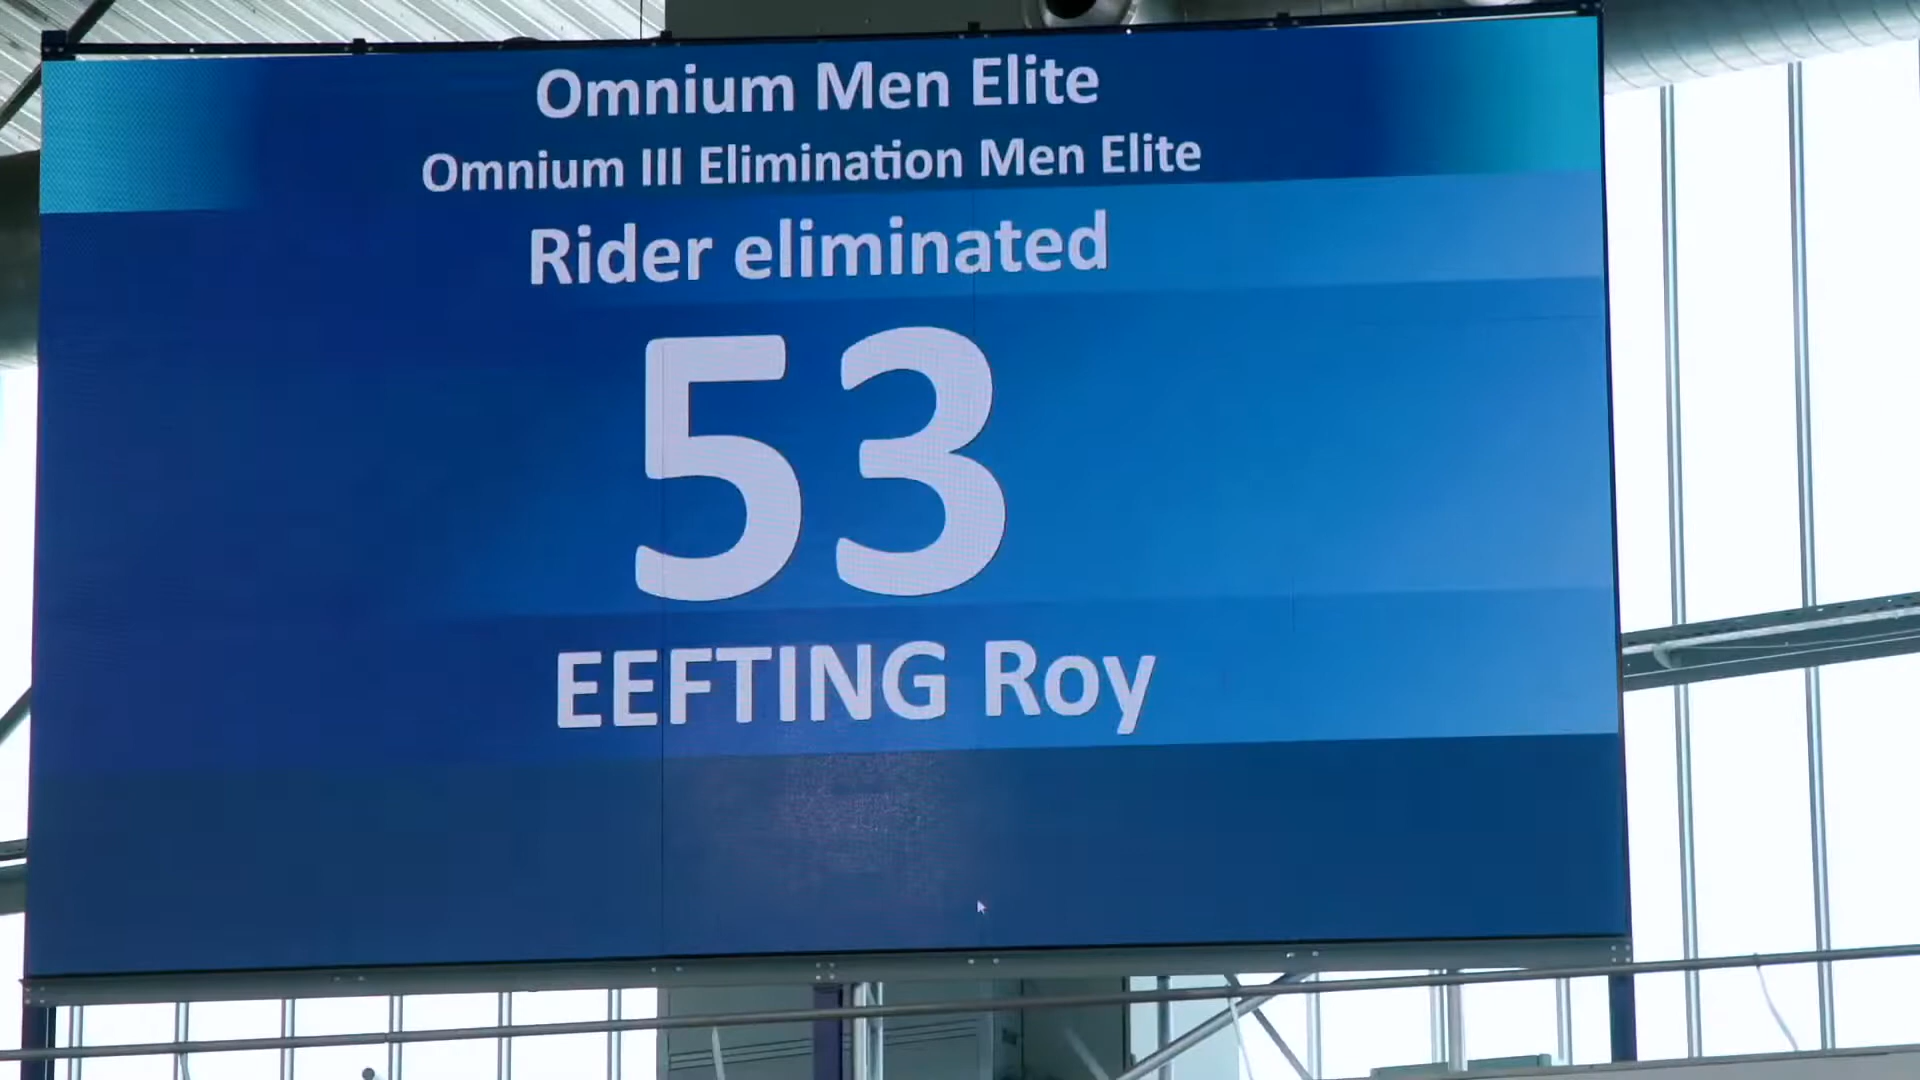 Omnium Men Elite
Omnium III Elimination Men Elite
Rider eliminated
53
EEFTING Roy